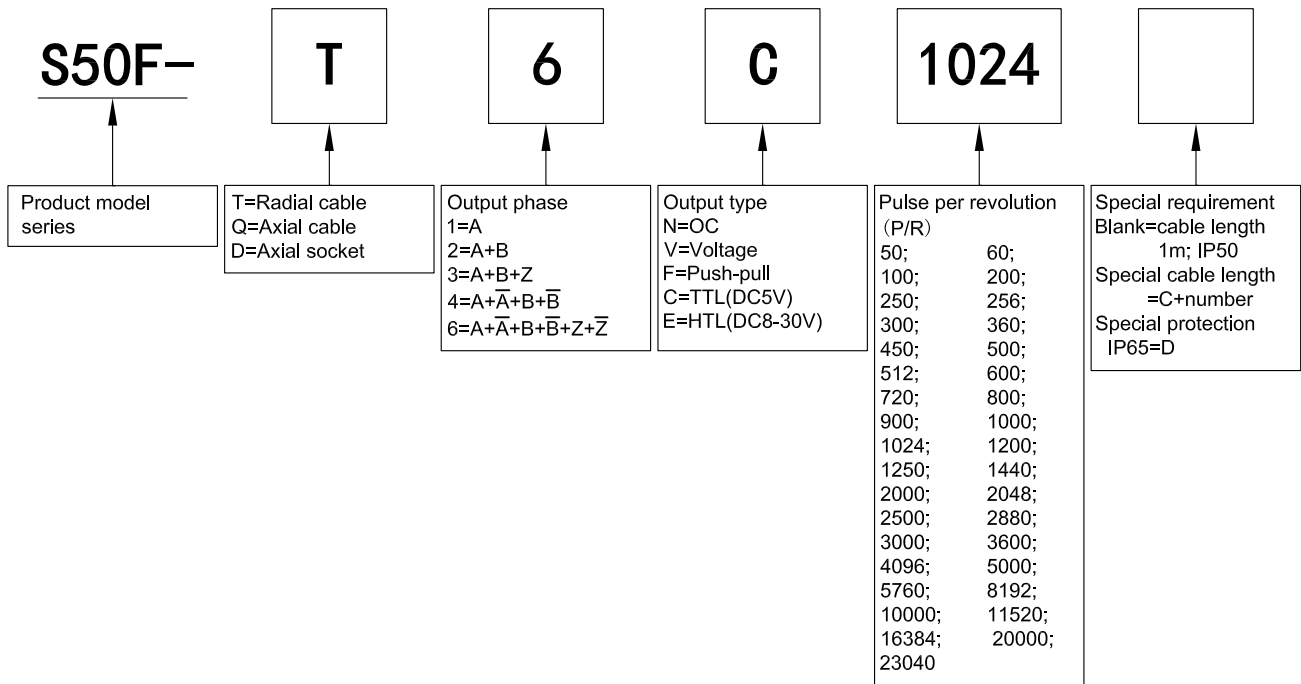 S50F- T 6 C 1024
Product model
series
T=Radial cable
Q=Axial cable
D=Axial socket
Output phase
1=A
2=A+B
3=A+B+Z
4=A+A̅+B+B̅
6=A+A̅+B+B̅+Z+Z̅
Output type
N=OC
V=Voltage
F=Push-pull
C=TTL(DC5V)
E=HTL(DC8-30V)
Pulse per revolution
(P/R)
50; 60;
100; 200;
250; 256;
300; 360;
450; 500;
512; 600;
720; 800;
900; 1000;
1024; 1200;
1250; 1440;
2000; 2048;
2500; 2880;
3000; 3600;
4096; 5000;
5760; 8192;
10000; 11520;
16384; 20000;
23040
Special requirement
Blank=cable length
1m; IP50
Special cable length
=C+number
Special protection
IP65=D